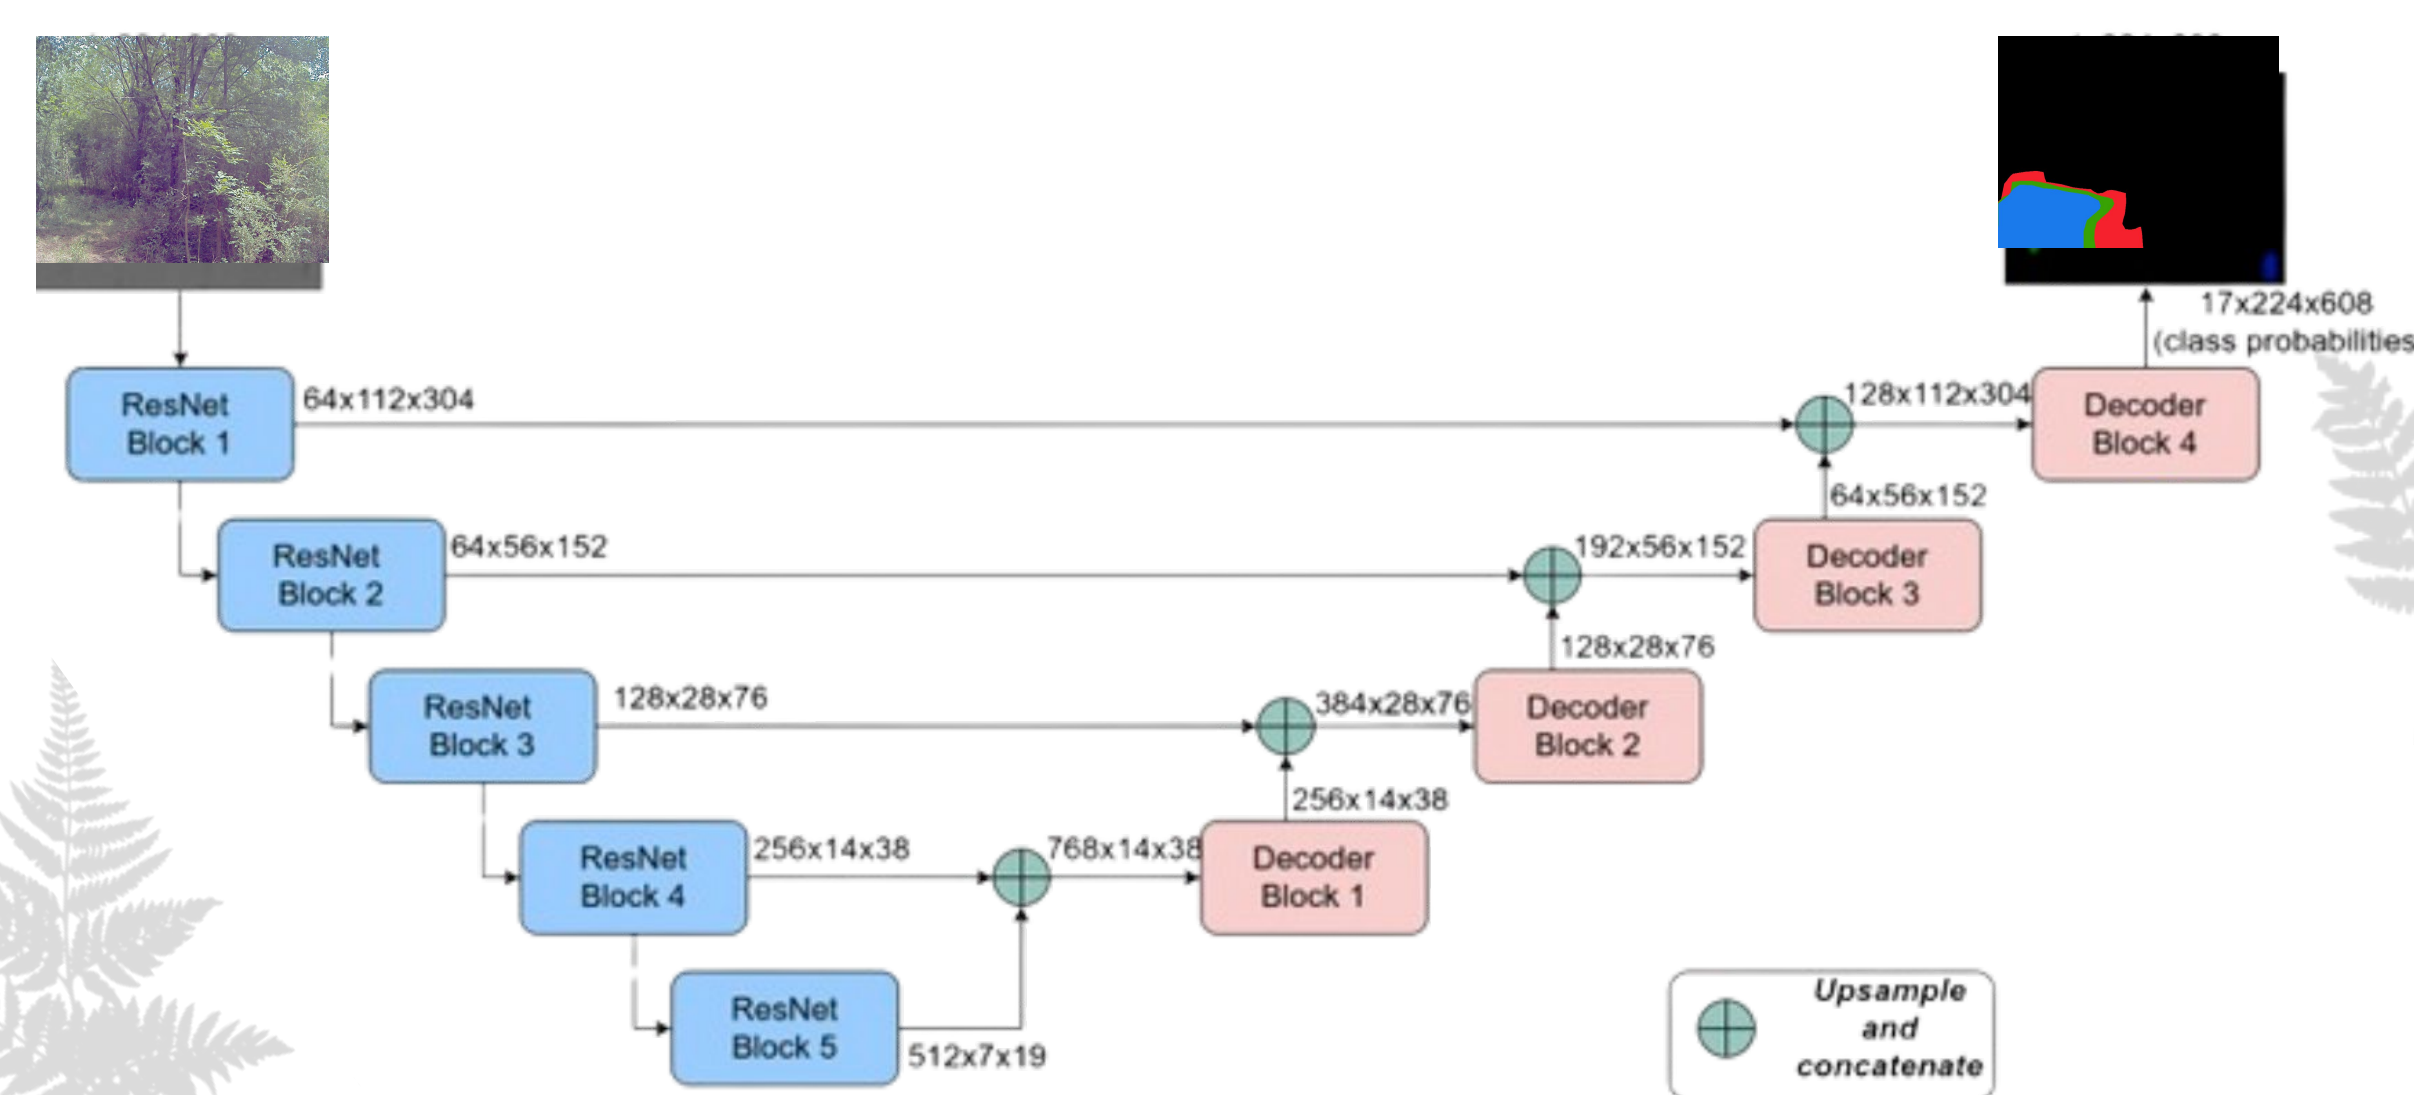 17x224x608
(class probabilities
ResNet
Block 1
64x112x304
128x112x304
Decoder
Block 4
64x56x152
ResNet
Block 2
64x56x152
192x56x152
Decoder
Block 3
128x28x76
ResNet
Block 3
128x28x76
384x28x76
Decoder
Block 2
256x14x38
ResNet
Block 4
256x14x38
768x14x38
Decoder
Block 1
ResNet
Block 5
512x7x19
Upsample
and
concatenate